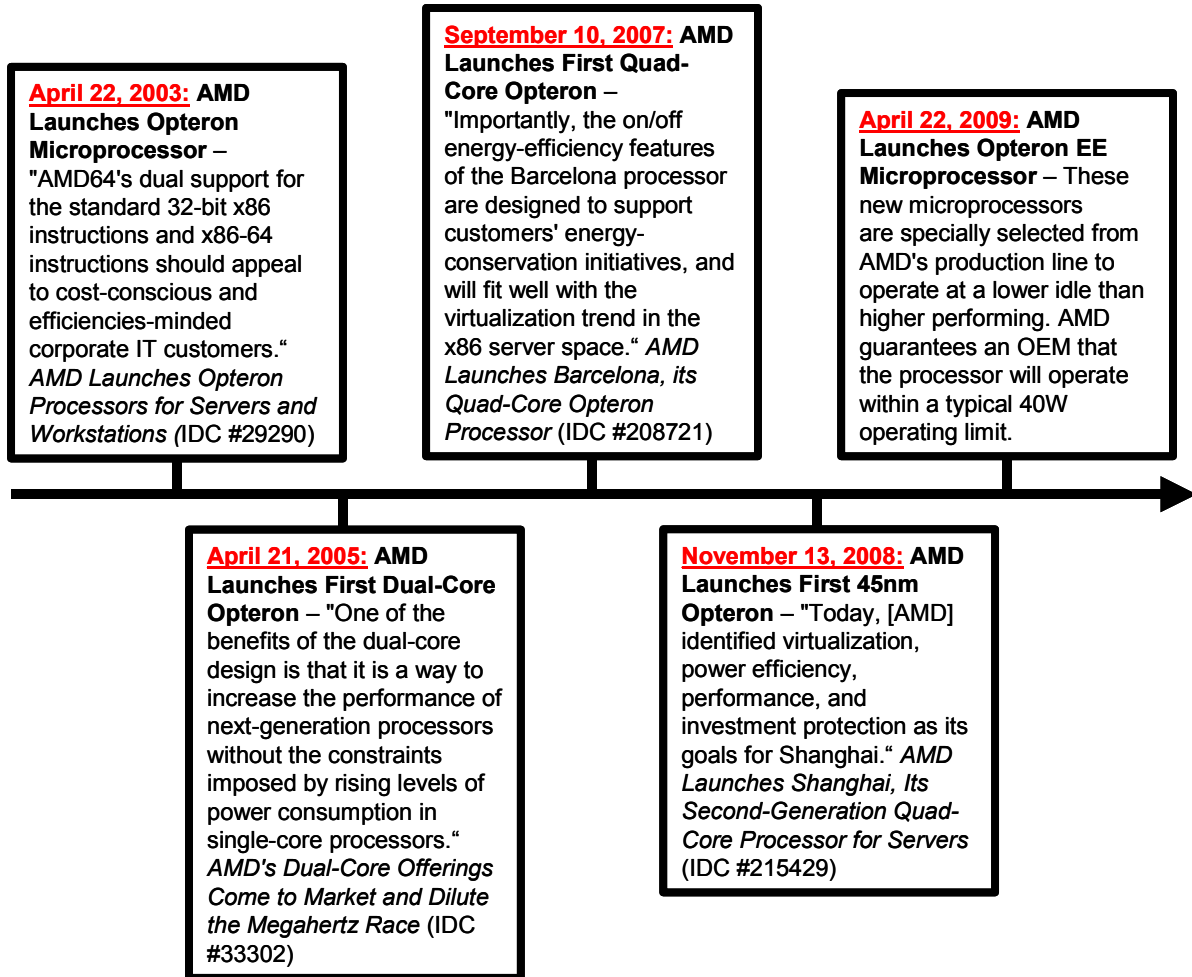 April 22, 2003: AMD
Launches Opteron
Microprocessor –
"AMD64's dual support for
the standard 32-bit x86
instructions and x86-64
instructions should appeal
to cost-conscious and
efficiencies-minded
corporate IT customers.“
AMD Launches Opteron
Processors for Servers and
Workstations (IDC #29290)
April 21, 2005: AMD
Launches First Dual-Core
Opteron – "One of the
benefits of the dual-core
design is that it is a way to
increase the performance of
next-generation processors
without the constraints
imposed by rising levels of
power consumption in
single-core processors.“
AMD's Dual-Core Offerings
Come to Market and Dilute
the Megahertz Race (IDC
#33302)
September 10, 2007: AMD
Launches First Quad-
Core Opteron –
"Importantly, the on/off
energy-efficiency features
of the Barcelona processor
are designed to support
customers' energy-
conservation initiatives, and
will fit well with the
virtualization trend in the
x86 server space.“ AMD
Launches Barcelona, its
Quad-Core Opteron
Processor (IDC #208721)
November 13, 2008: AMD
Launches First 45nm
Opteron – "Today, [AMD]
identified virtualization,
power efficiency,
performance, and
investment protection as its
goals for Shanghai.“ AMD
Launches Shanghai, Its
Second-Generation Quad-
Core Processor for Servers
(IDC #215429)
April 22, 2009: AMD
Launches Opteron EE
Microprocessor – These
new microprocessors
are specially selected from
AMD's production line to
operate at a lower idle than
higher performing. AMD
guarantees an OEM that
the processor will operate
within a typical 40W
operating limit.